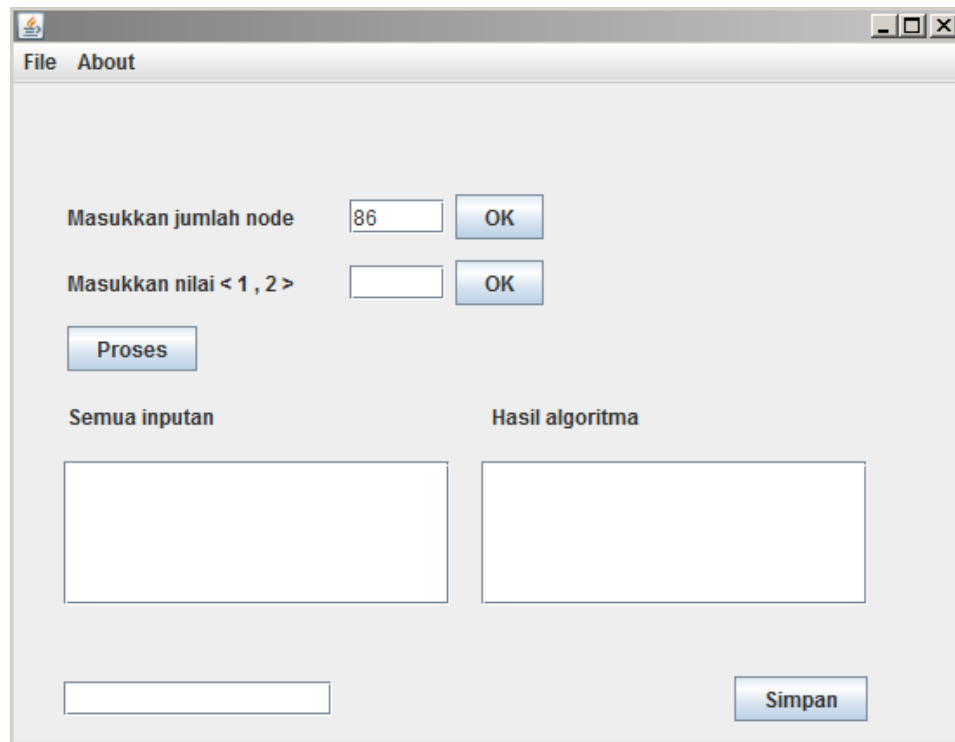 File About
Masukkan jumlah node 86 OK
Masukkan nilai < 1 , 2 > OK
Proses
Semua inputan Hasil algoritma
Simpan